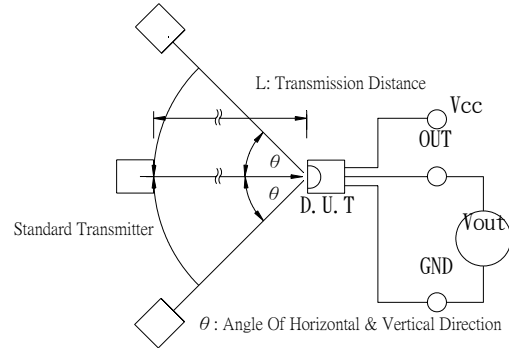 L: Transmission Distance
Vcc
OUT
θ
θ
D.U.T
Standard Transmitter
Vout
GND
θ: Angle Of Horizontal & Vertical Direction